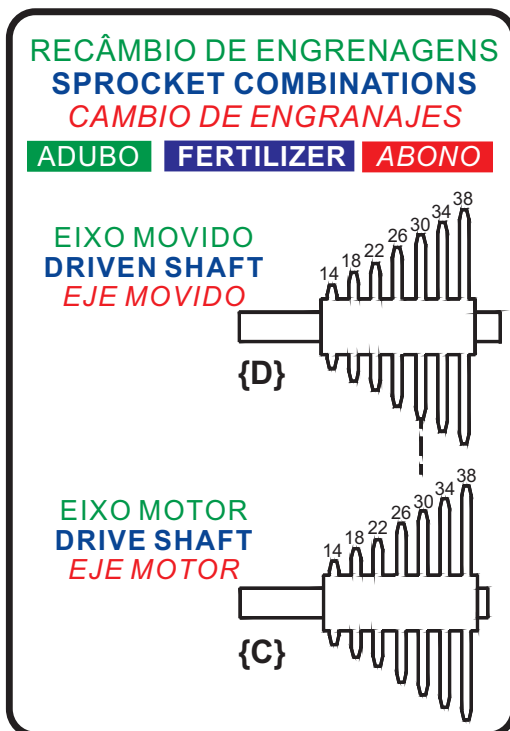 RECÂMBIO DE ENGRENAGENS
SPROCKET COMBINATIONS
CAMBIO DE ENGRANAJES
ADUBO FERTILIZER ABONO
EIXO MOVIDO
DRIVEN SHAFT
EJE MOVIDO
14 18 22 26 30 34 38
{D}
EIXO MOTOR
DRIVE SHAFT
EJE MOTOR
14 18 22 26 30 34 38
{C}